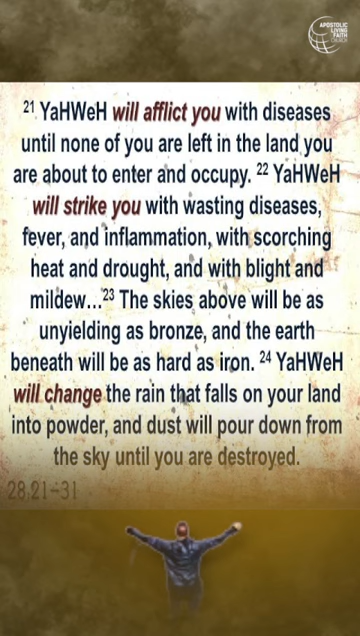 APOSTOLIC
LIVING
FAITH
CHURCH
21 YaHWeH will afflict you with diseases
until none of you are left in the land you
are about to enter and occupy. 22 YaHWeH
will strike you with wasting diseases,
fever, and inflammation, with scorching
heat and drought, and with blight and
mildew...23 The skies above will be as
unyielding as bronze, and the earth
beneath will be as hard as iron. 24 YaHWeH
will change the rain that falls on your land
into powder, and dust will pour down from
the sky until you are destroyed.
28:21-31